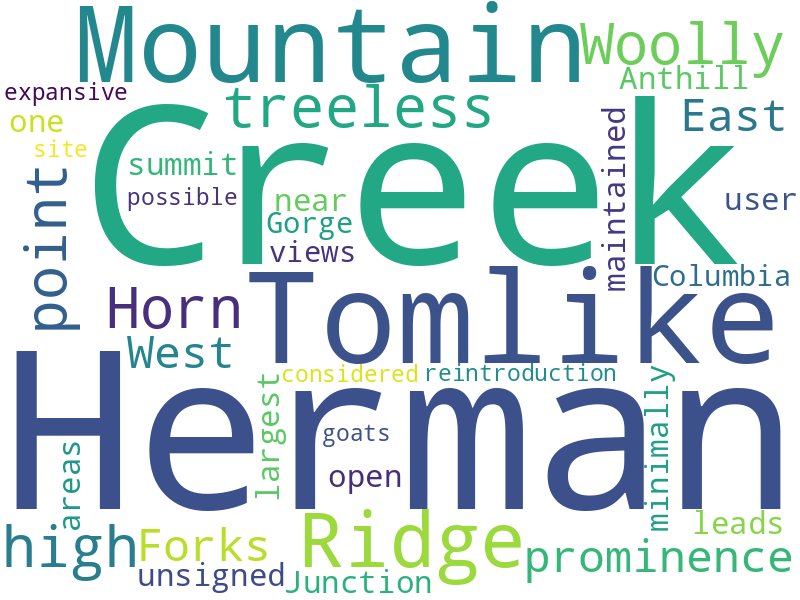 Mountain
Woolly
expansive
treeless
Anthill
one
Creek
East
site
summit
maintained
possible
near
user
point
Gorge
views
Columbia
Horn
Tomlike
West
Herman
considered
reintroduction
largest
minimally
goats
areas
open
high
Forks
Ridge
leads
prominence
unsigned
Junction